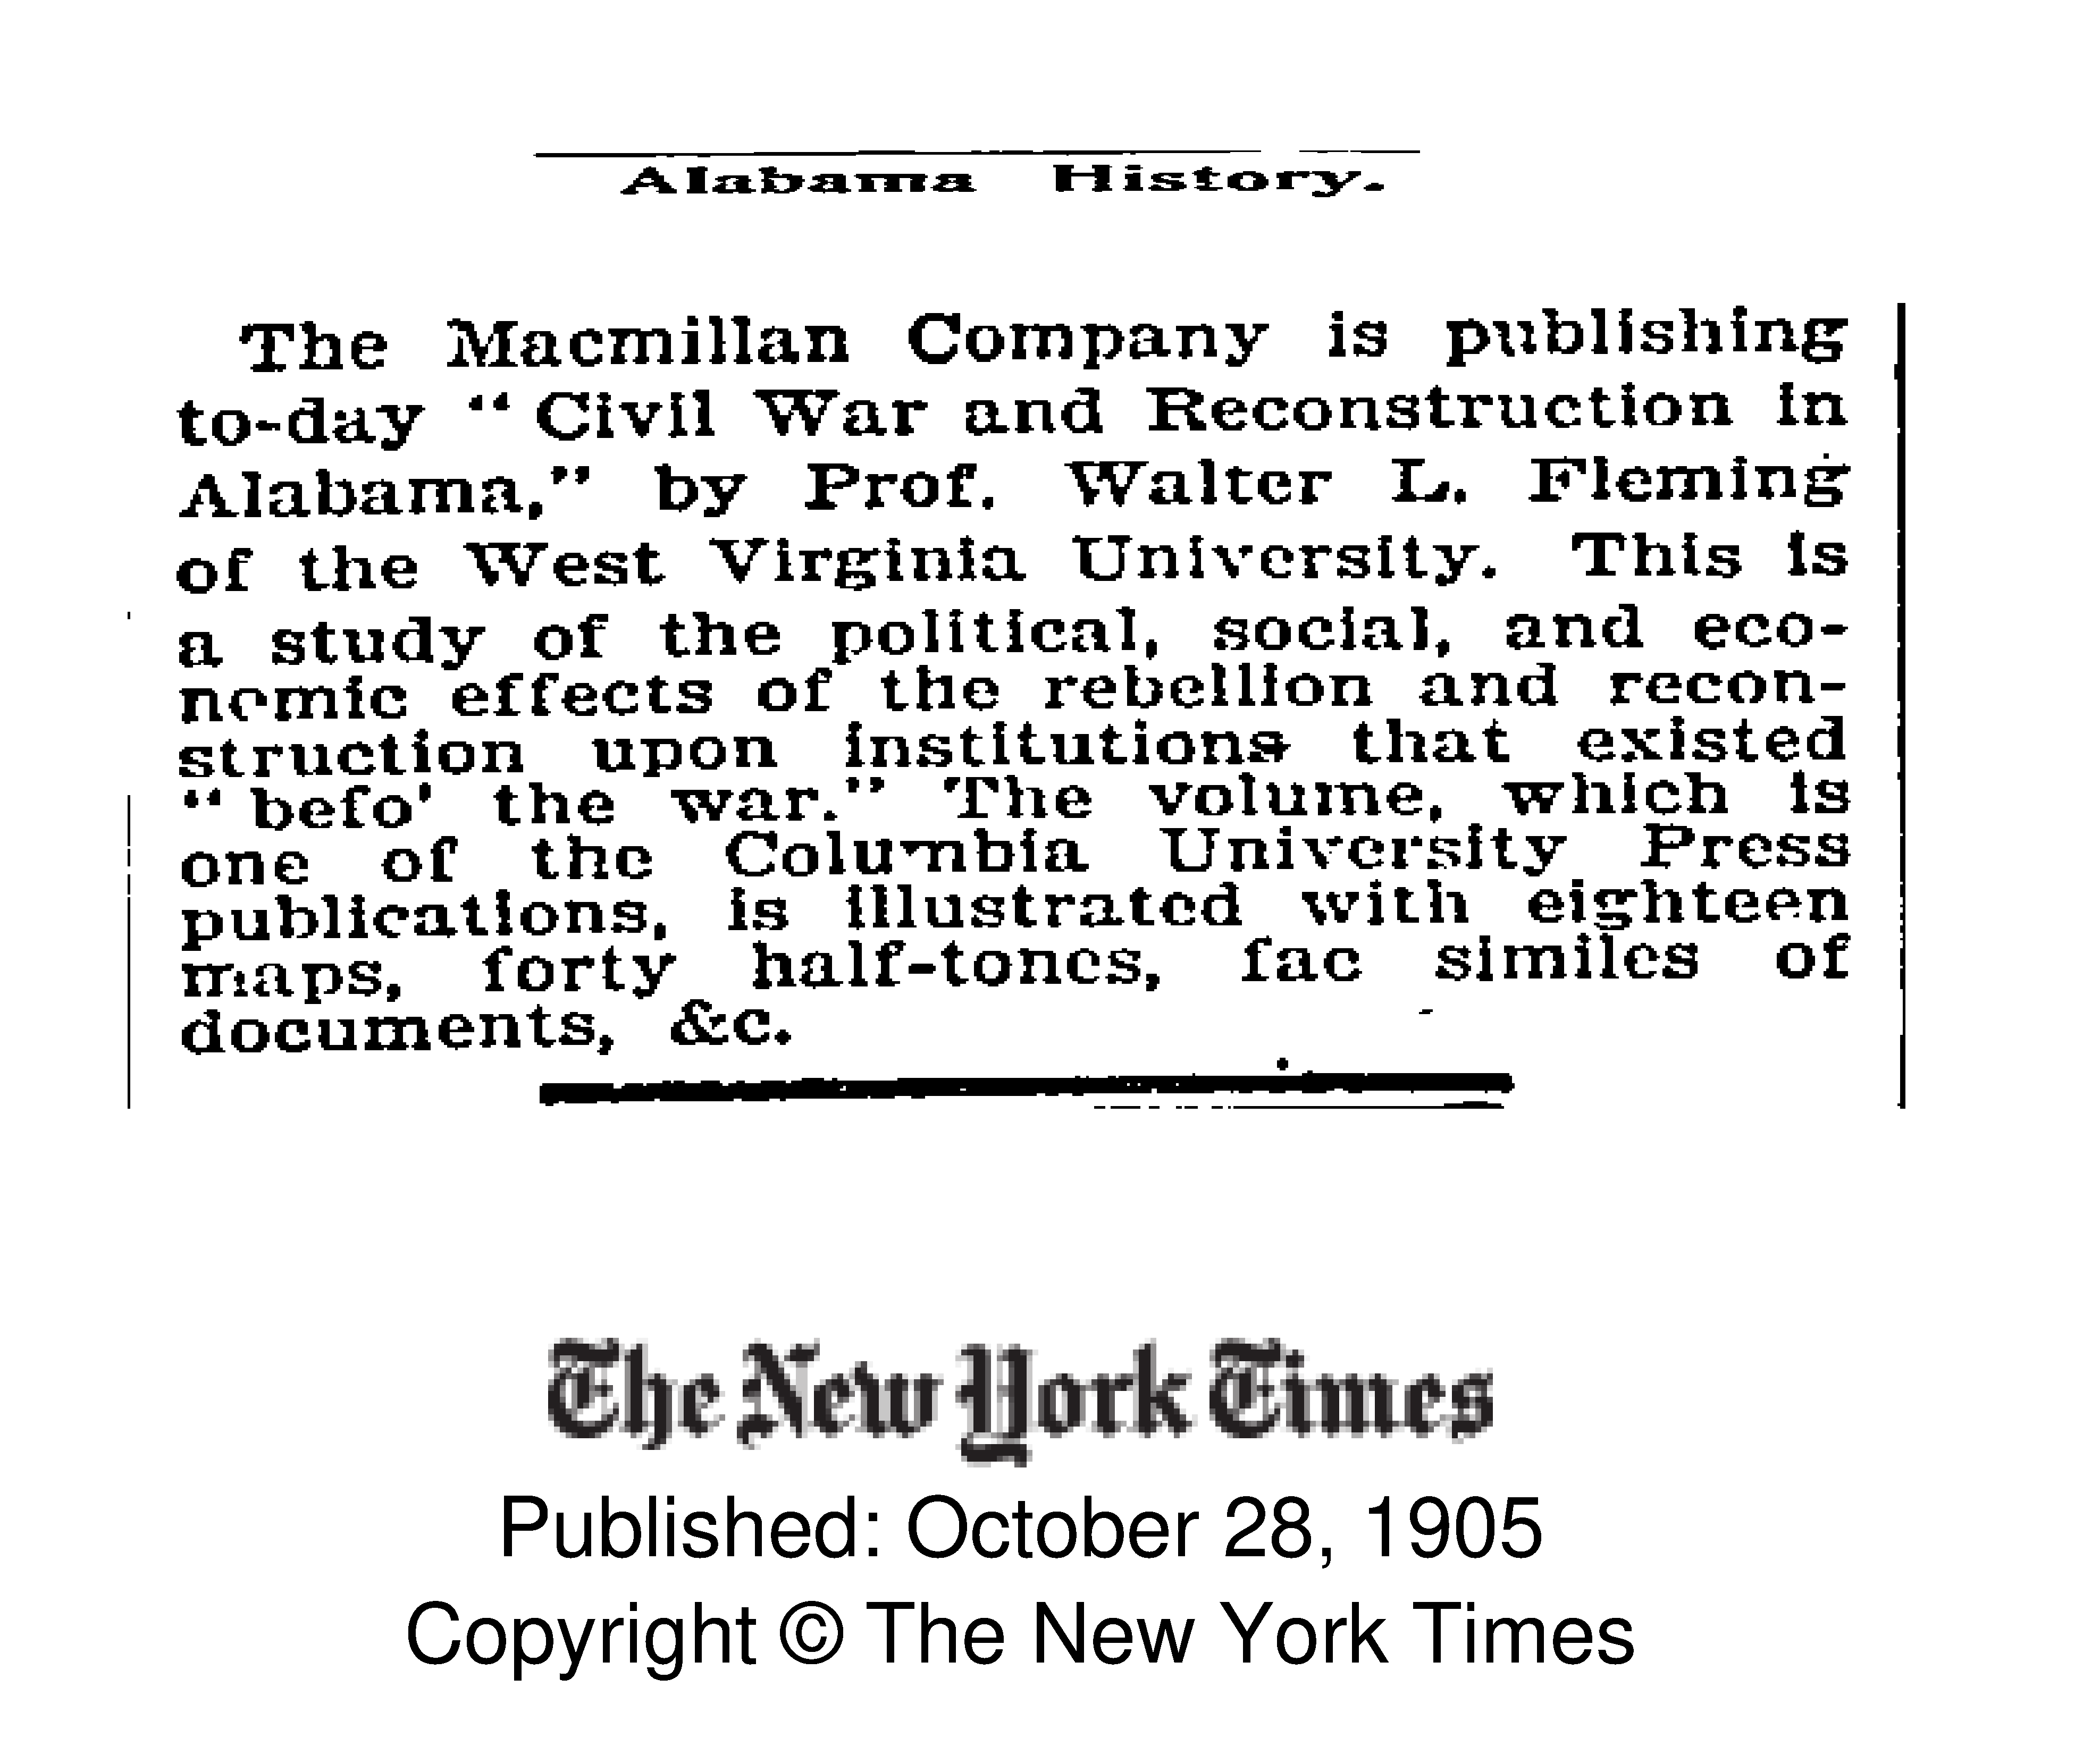 Alabama History.
The Macmillan Company is publishing
to-day "Civil War and Reconstruction in
Alabama," by Prof. Walter L. Fleming
of the West Virginia University. This is
a study of the political, social, and eco-
nomic effects of the rebellion and recon-
struction upon institutions that existed
"befo' the war." The volume, which is
one of the Columbia University Press
publications, is illustrated with eighteen
maps, forty half-tones, fac similes of
documents, &c.
The New York Times
Published: October 28, 1905
Copyright © The New York Times